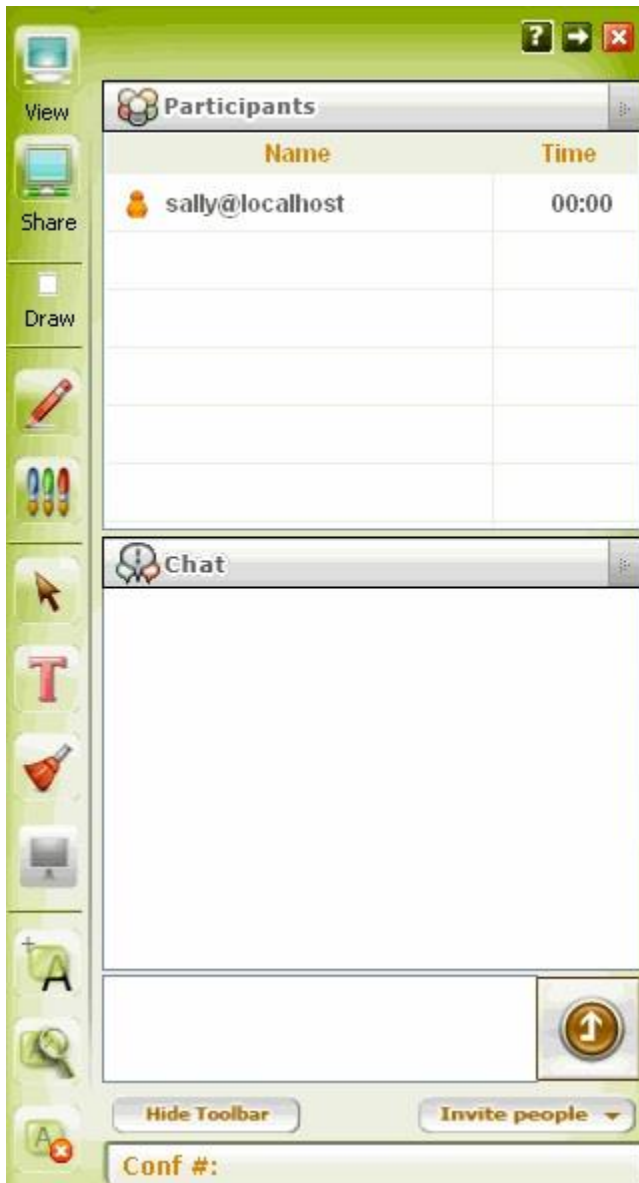 View
Share
Draw
Participants
Name Time
sally@localhost 00:00
Chat
Hide Toolbar
Invite people
Conf #: